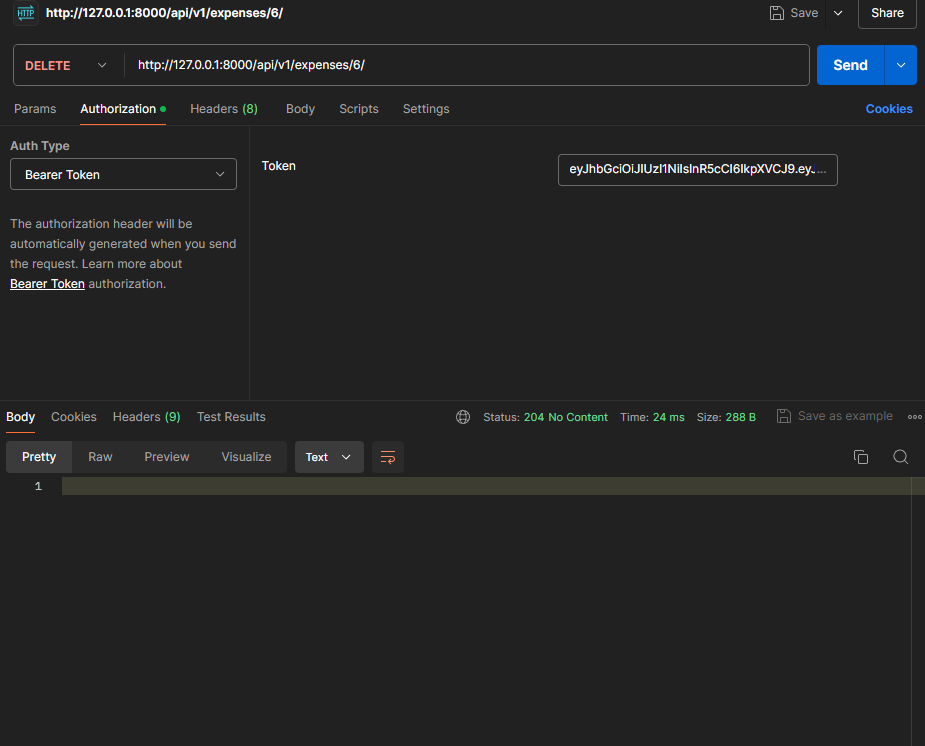 HTTP http://127.0.0.1:8000/api/v1/expenses/6/ Save Share
DELETE http://127.0.0.1:8000/api/v1/expenses/6/ Send
Params Authorization Headers (8) Body Scripts Settings Cookies
Auth Type
Bearer Token
Token eyJhbGciOiJIUzI1NiIsInR5cCI6IkpXVCJ9.eyJ...
The authorization header will be
automatically generated when you send
the request. Learn more about
Bearer Token authorization.
Body Cookies Headers (9) Test Results Status: 204 No Content Time: 24 ms Size: 288 B Save as example
Pretty Raw Preview Visualize Text
1